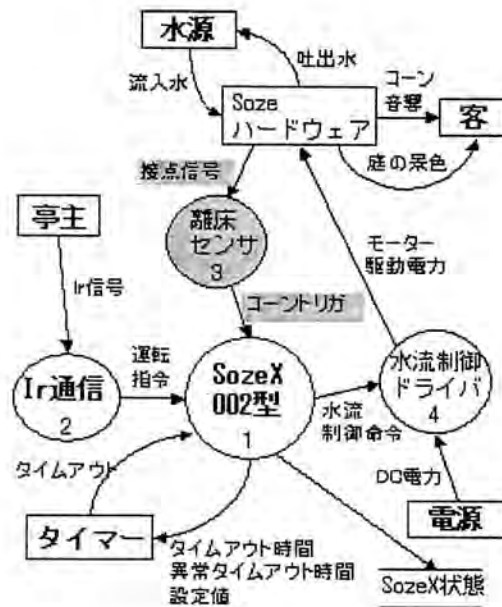 水源
吐出水
流入水
Soze
ハードウェア
コーン
音響
客
庭の景色
接点信号
亭主
離床
センサ
3
モーター
駆動電力
Ir信号
コーントリガ
Ir通信
2
運転
指令
SozeX
002型
1
水流
制御命令
水流制御
ドライバ
4
タイムアウト
DC電力
タイマー
タイムアウト時間
異常タイムアウト時間
設定値
電源
SozeX状態